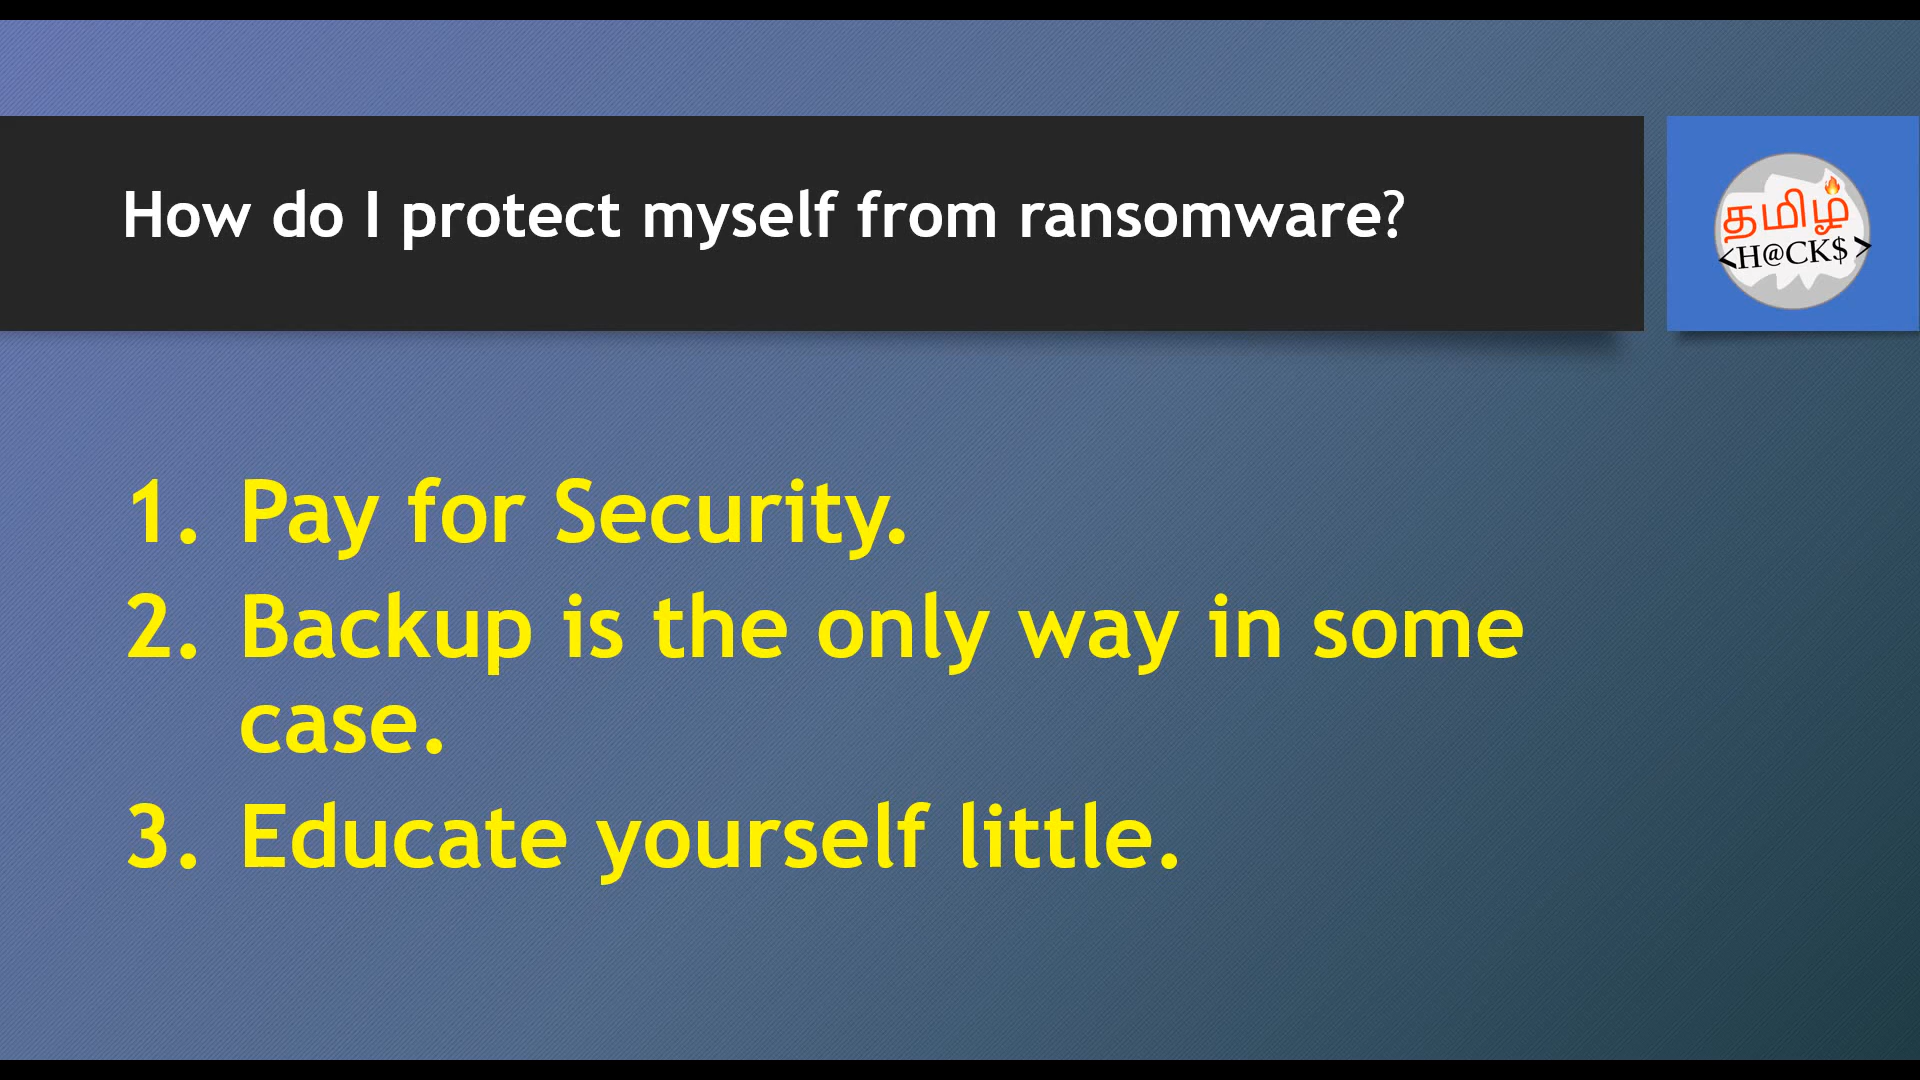 How do I protect myself from ransomware?
தமிழ்
<H@CK$>
1. Pay for Security.
2. Backup is the only way in some
case.
3. Educate yourself little.